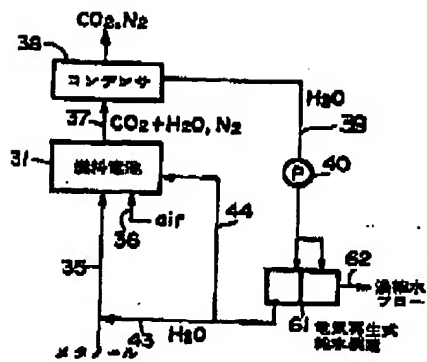 CO2,N2
38
コンデンサ
H2O
37
CO2+H2O, N2
39
31
燃料電池
P
40
air
44
36
35
62
濃縮水
ブロー
61
電気再生式
純水装置
43
H2O
メタノール